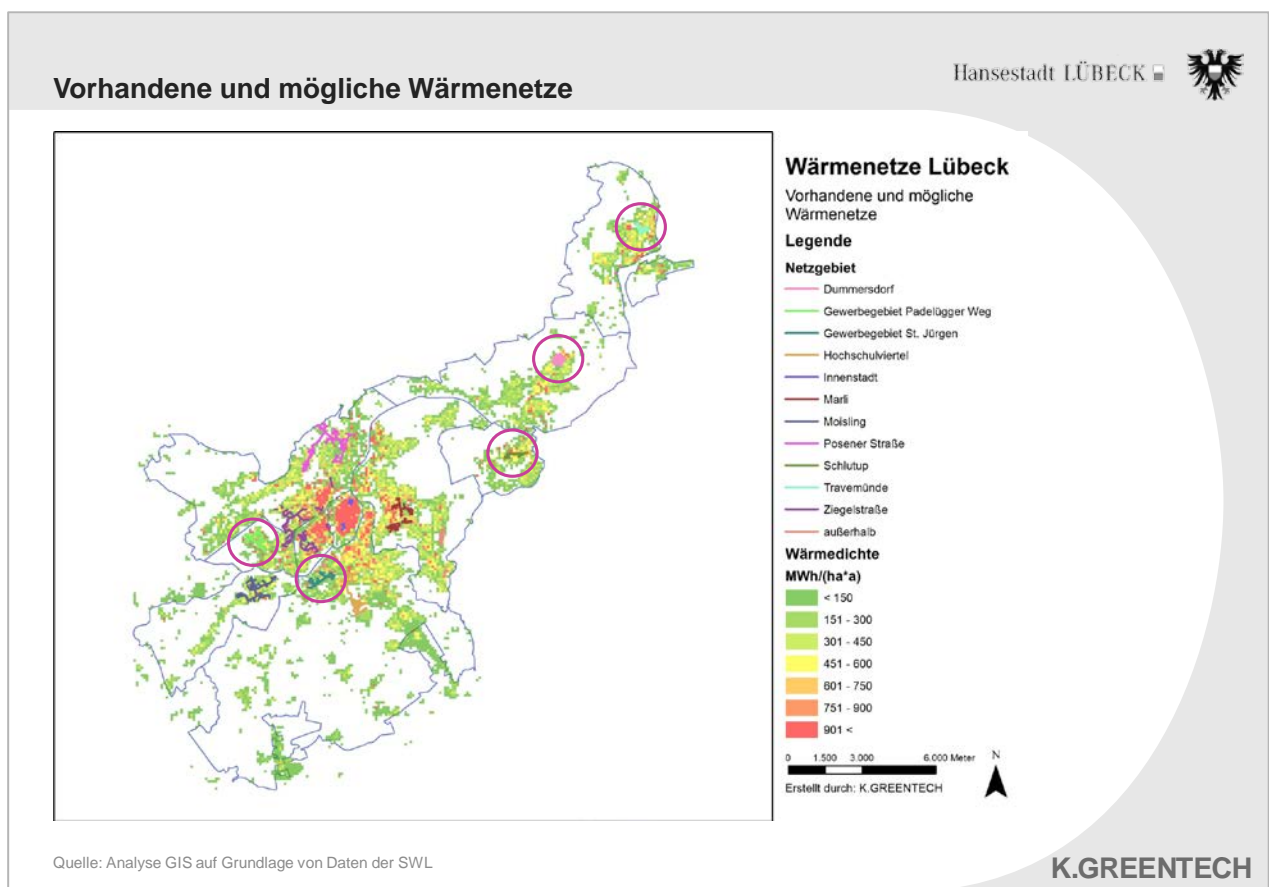 Vorhandene und mögliche Wärmenetze
Hansestadt LÜBECK
Wärmenetze Lübeck
Vorhandene und mögliche
Wärmenetze
Legende
Netzgebiet
Dummersdorf
Gewerbegebiet Padelügger Weg
Gewerbegebiet St. Jürgen
Hochschulviertel
Innenstadt
Marli
Moisling
Posener Straße
Schlutup
Travemünde
Ziegelstraße
außerhalb
Wärmedichte
MWh/(ha*a)
< 150
151 - 300
301 - 450
451 - 600
601 - 750
751 - 900
901 <
0 1.500 3.000 6.000 Meter N
Erstellt durch: K.GREENTECH
Quelle: Analyse GIS auf Grundlage von Daten der SWL
K.GREENTECH